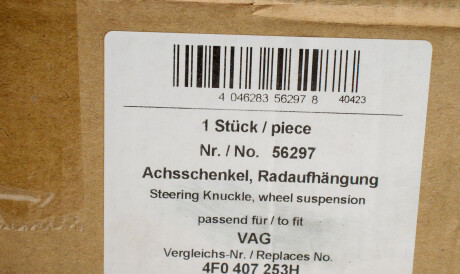 4 046283 56297 8 40423
1 Stück / piece
Nr. / No. 56297
Achsschenkel, Radaufhängung
Steering Knuckle, wheel suspension
passend für / to fit
VAG
Vergleichs-Nr. / Replaces No.
4F0 407 253H